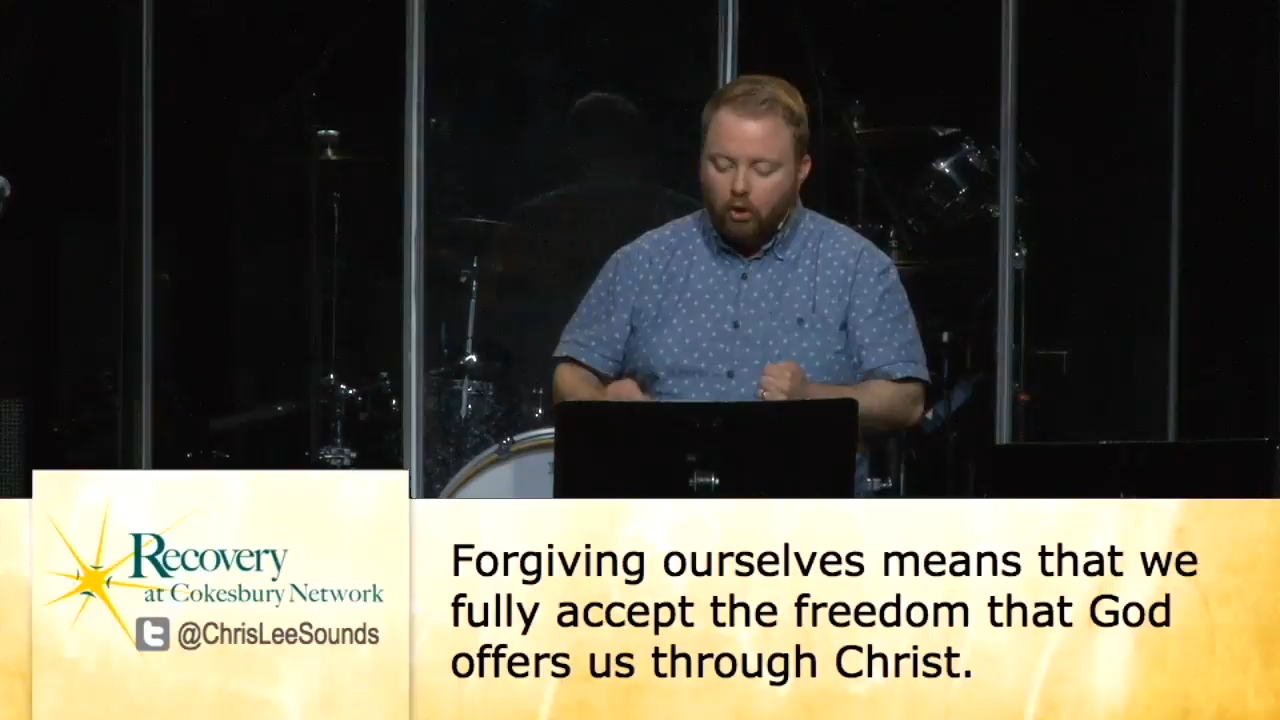 Recovery
at Cokesbury Network
@ChrisLeeSounds
Forgiving ourselves means that we
fully accept the freedom that God
offers us through Christ.